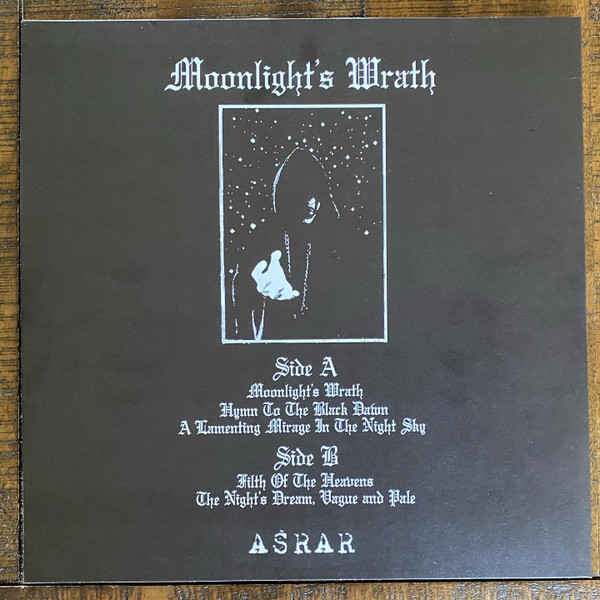 Moonlight's Wrath
Side A
Moonlight's Wrath
Hymn To The Black Dawn
A Lamenting Mirage In The Night Sky
Side B
Filth Of The Heavens
The Night's Dream, Vague and Pale
ASRAR